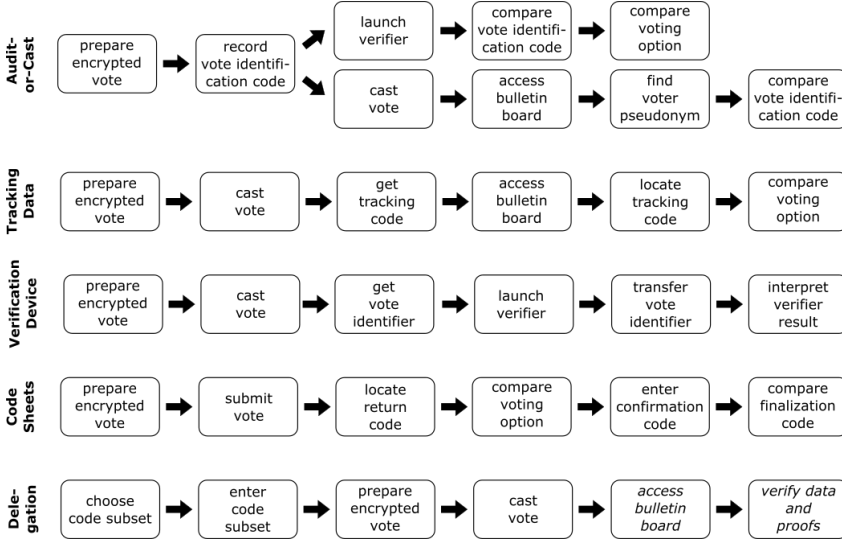 Audit-
or-Cast
prepare
encrypted
vote
record
vote identifi-
cation code
launch
verifier
compare
vote identifi-
cation code
compare
voting
option
cast
vote
access
bulletin
board
find
voter
pseudonym
compare
vote identifi-
cation code
Tracking
Data
prepare
encrypted
vote
cast
vote
get
tracking
code
access
bulletin
board
locate
tracking
code
compare
voting
option
Verification
Device
prepare
encrypted
vote
cast
vote
get
vote
identifier
launch
verifier
transfer
vote
identifier
interpret
verifier
result
Code
Sheets
prepare
encrypted
vote
submit
vote
locate
return
code
compare
voting
option
enter
confirmation
code
compare
finalization
code
Dele-
gation
choose
code subset
enter
code
subset
prepare
encrypted
vote
cast
vote
access
bulletin
board
verify data
and
proofs